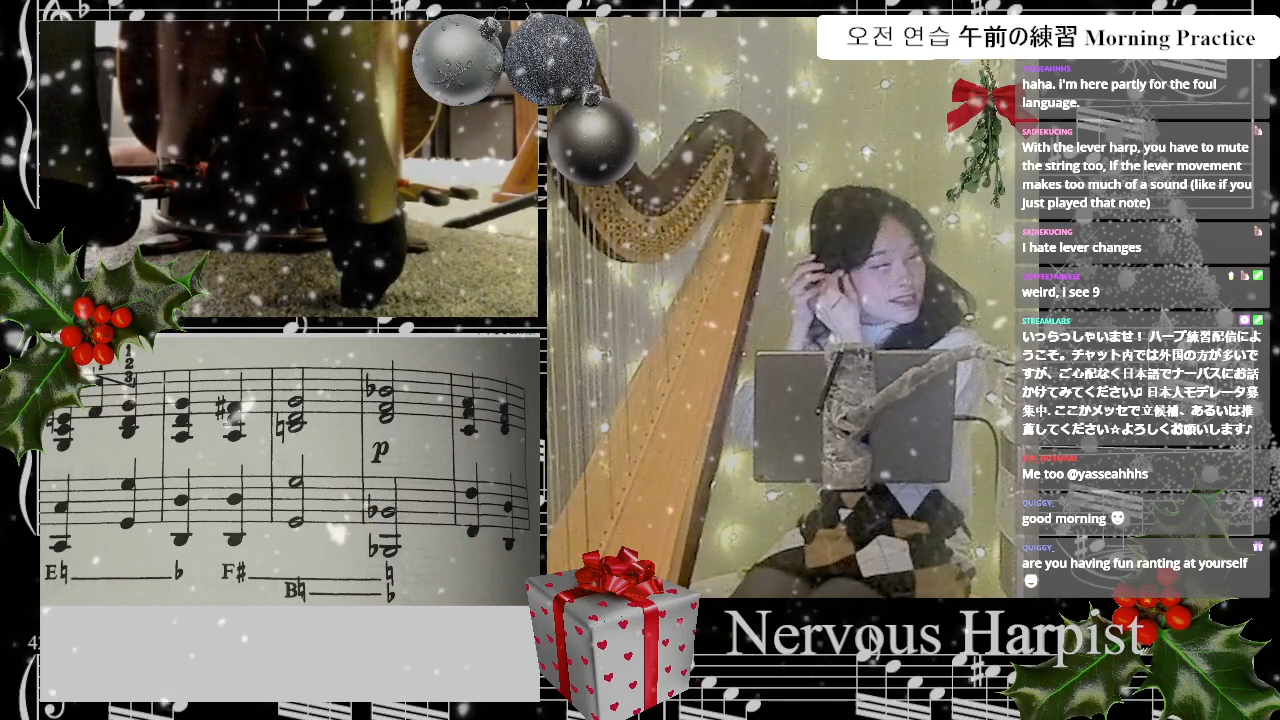 오전 연습 午前の練習 Morning Practice
YASSEAHHHS
haha. i'm here partly for the foul
language.
SADIEKUCING
With the lever harp, you have to mute
the string too, if the lever movement
makes too much of a sound (like if you
just played that note)
SADIEKUCING
I hate lever changes
weird, I see 9
STREAMLABS
いっらっしゃいませ！ ハープ練習配信によ
うこそ。チャット内では外国の方が多いで
すが、ご心配なく日本語でナーバスにお話
かけてみてください♫ 日本人モデレータ募
集中. ここかメッセで立候補、あるいは推
薦してください☆よろしくお願いします♪
Me too @yasseahhhs
QUIGGY_
good morning
QUIGGY_
are you having fun ranting at yourself
1
2
3
p
E♮ ♭ F#
B♮ ♮
♭
Nervous Harpist